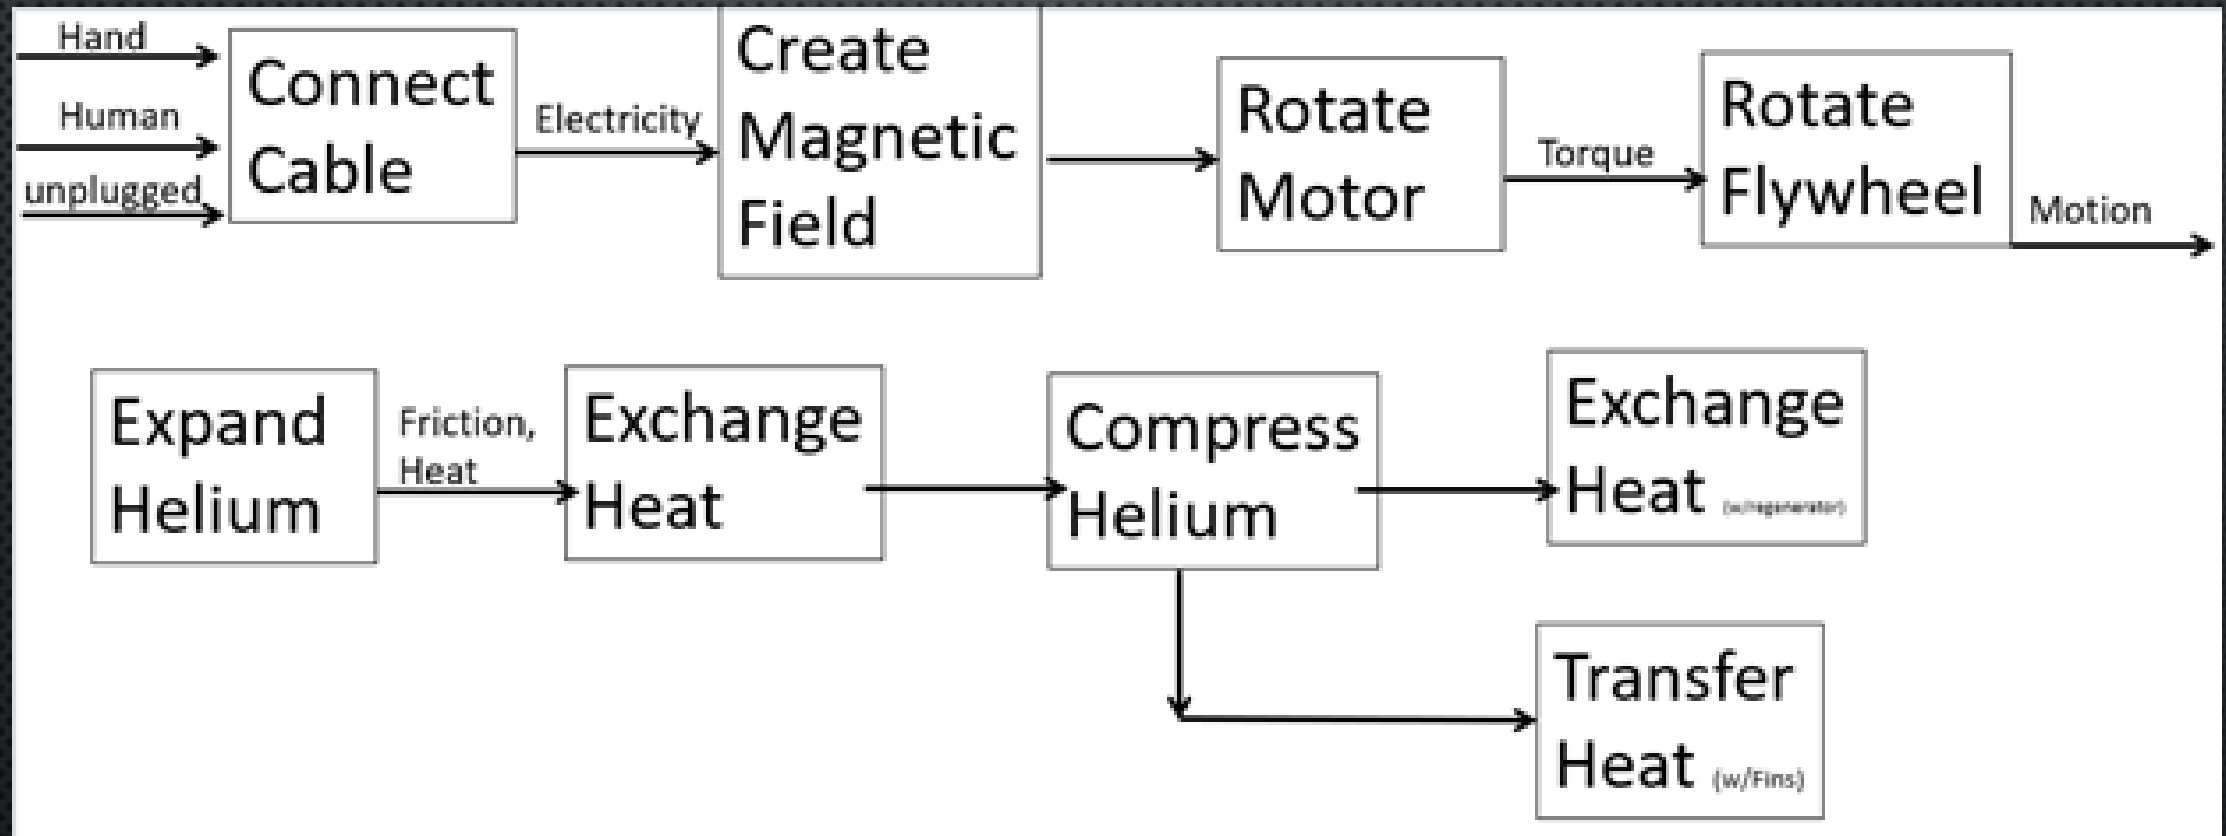 Hand
Human
unplugged
Connect
Cable
Electricity
Create
Magnetic
Field
Rotate
Motor
Torque
Rotate
Flywheel
Motion
Expand
Helium
Friction,
Heat
Exchange
Heat
Compress
Helium
Exchange
Heat (w/regenerator)
Transfer
Heat (w/Fins)